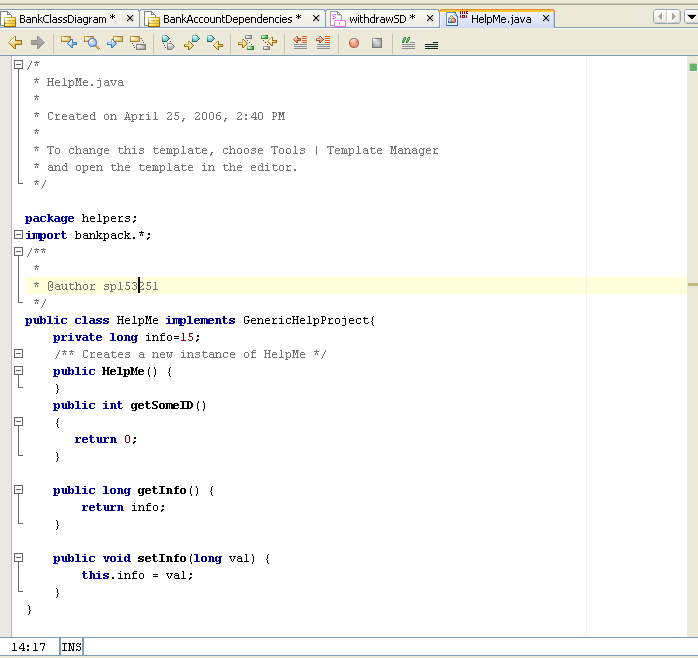 BankClassDiagram * BankAccountDependencies * withdrawSD * HelpMe.java
/*
 * HelpMe.java
 *
 * Created on April 25, 2006, 2:40 PM
 *
 * To change this template, choose Tools | Template Manager
 * and open the template in the editor.
 */
package helpers;
import bankpack.*;
/**
 *
 * @author sp153251
 */
public class HelpMe implements GenericHelpProject{
    private long info=15;
    /** Creates a new instance of HelpMe */
    public HelpMe() {
    }
    public int getSomeID()
    {
       return 0;
    }
    public long getInfo() {
        return info;
    }
    public void setInfo(long val) {
        this.info = val;
    }
}
14:17 INS